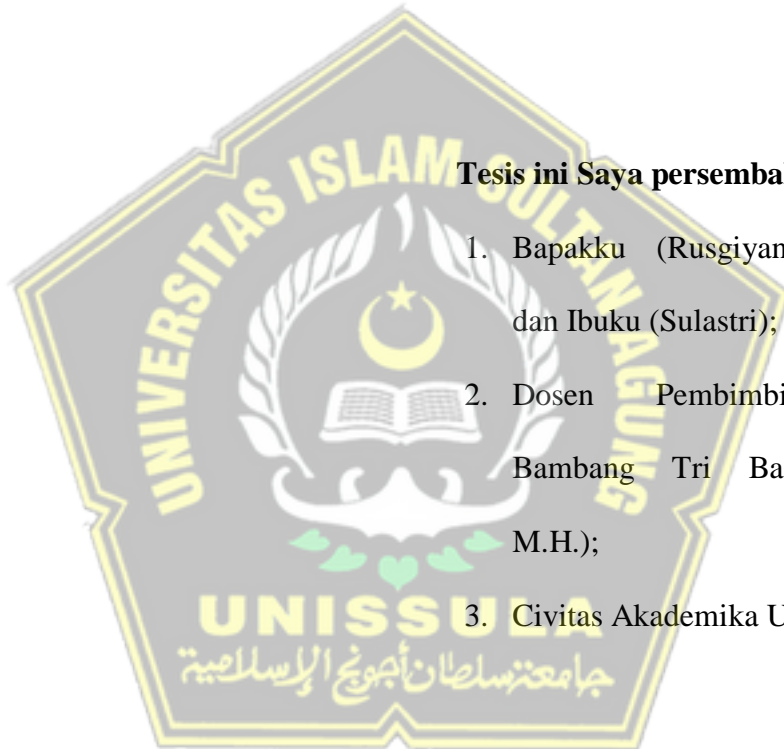 UNIVERSITAS ISLAM SULTAN AGUNG
Tesis ini Saya persemba
1. Bapakku (Rusgiyan
dan Ibuku (Sulastri);
2. Dosen Pembimbi
Bambang Tri Ba
M.H.);
3. Civitas Akademika U
UNISSULA
جامعة سلطان أجونج الإسلامية